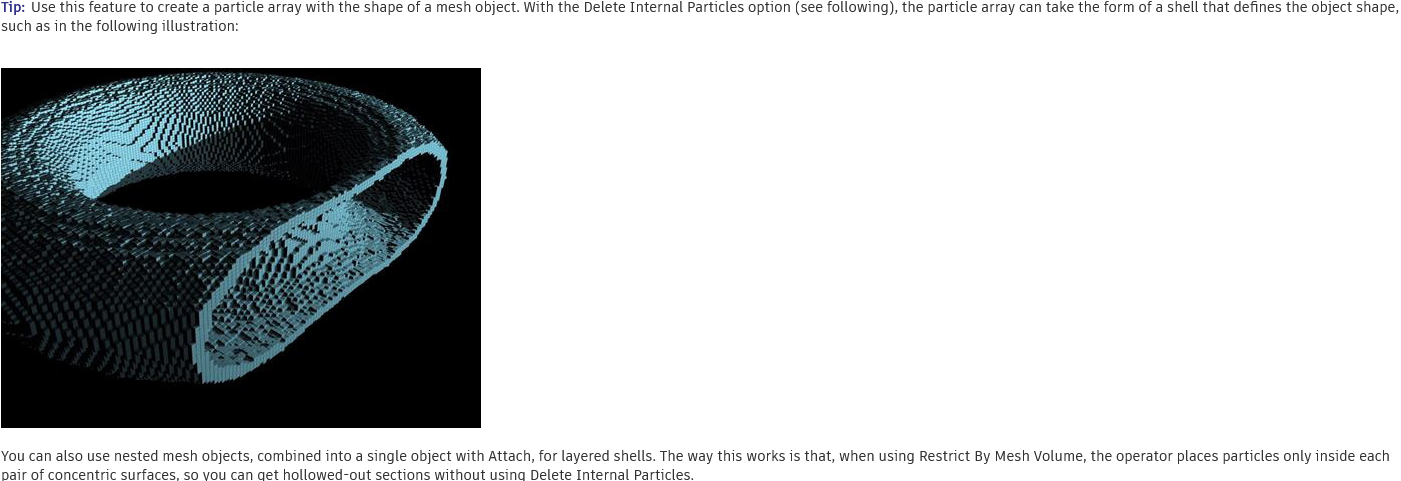 Tip: Use this feature to create a particle array with the shape of a mesh object. With the Delete Internal Particles option (see following), the particle array can take the form of a shell that defines the object shape,
such as in the following illustration:
You can also use nested mesh objects, combined into a single object with Attach, for layered shells. The way this works is that, when using Restrict By Mesh Volume, the operator places particles only inside each
pair of concentric surfaces, so you can get hollowed-out sections without using Delete Internal Particles.